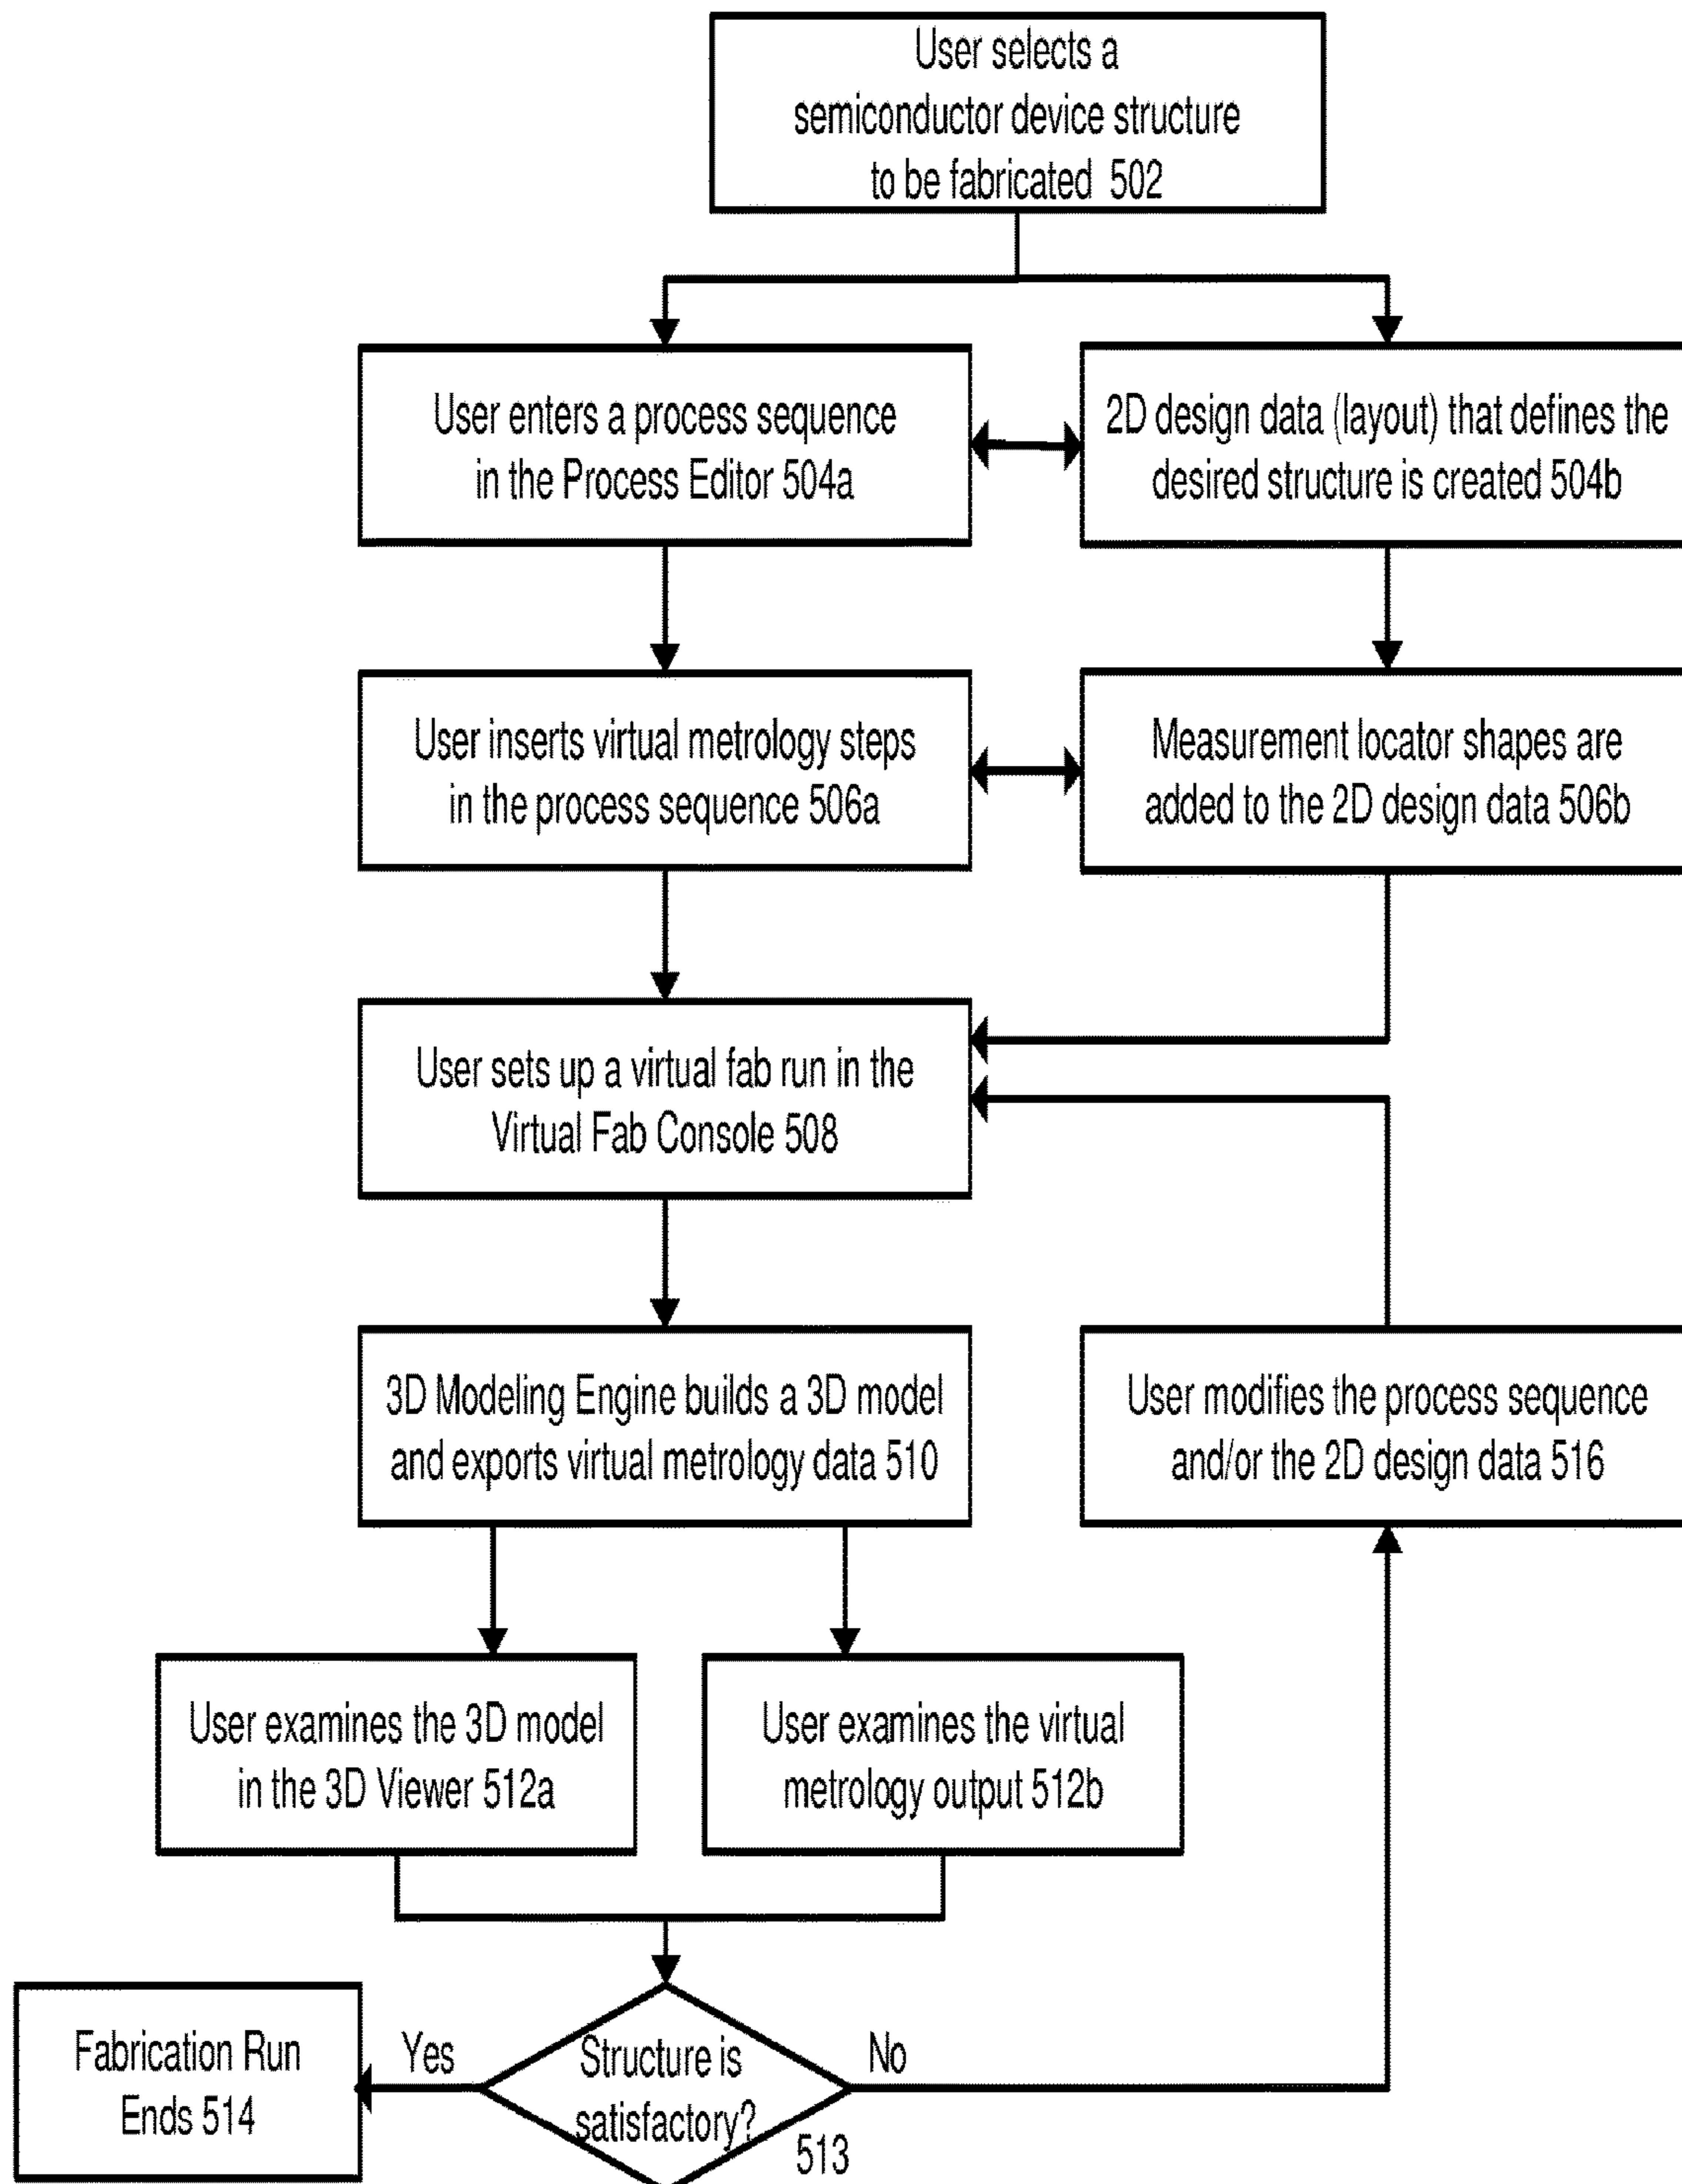 User selects a
semiconductor device structure
to be fabricated 502
User enters a process sequence
in the Process Editor 504a
2D design data (layout) that defines the
desired structure is created 504b
User inserts virtual metrology steps
in the process sequence 506a
Measurement locator shapes are
added to the 2D design data 506b
User sets up a virtual fab run in the
Virtual Fab Console 508
3D Modeling Engine builds a 3D model
and exports virtual metrology data 510
User modifies the process sequence
and/or the 2D design data 516
User examines the 3D model
in the 3D Viewer 512a
User examines the virtual
metrology output 512b
Fabrication Run
Ends 514
Yes
Structure is
satisfactory?
513
No